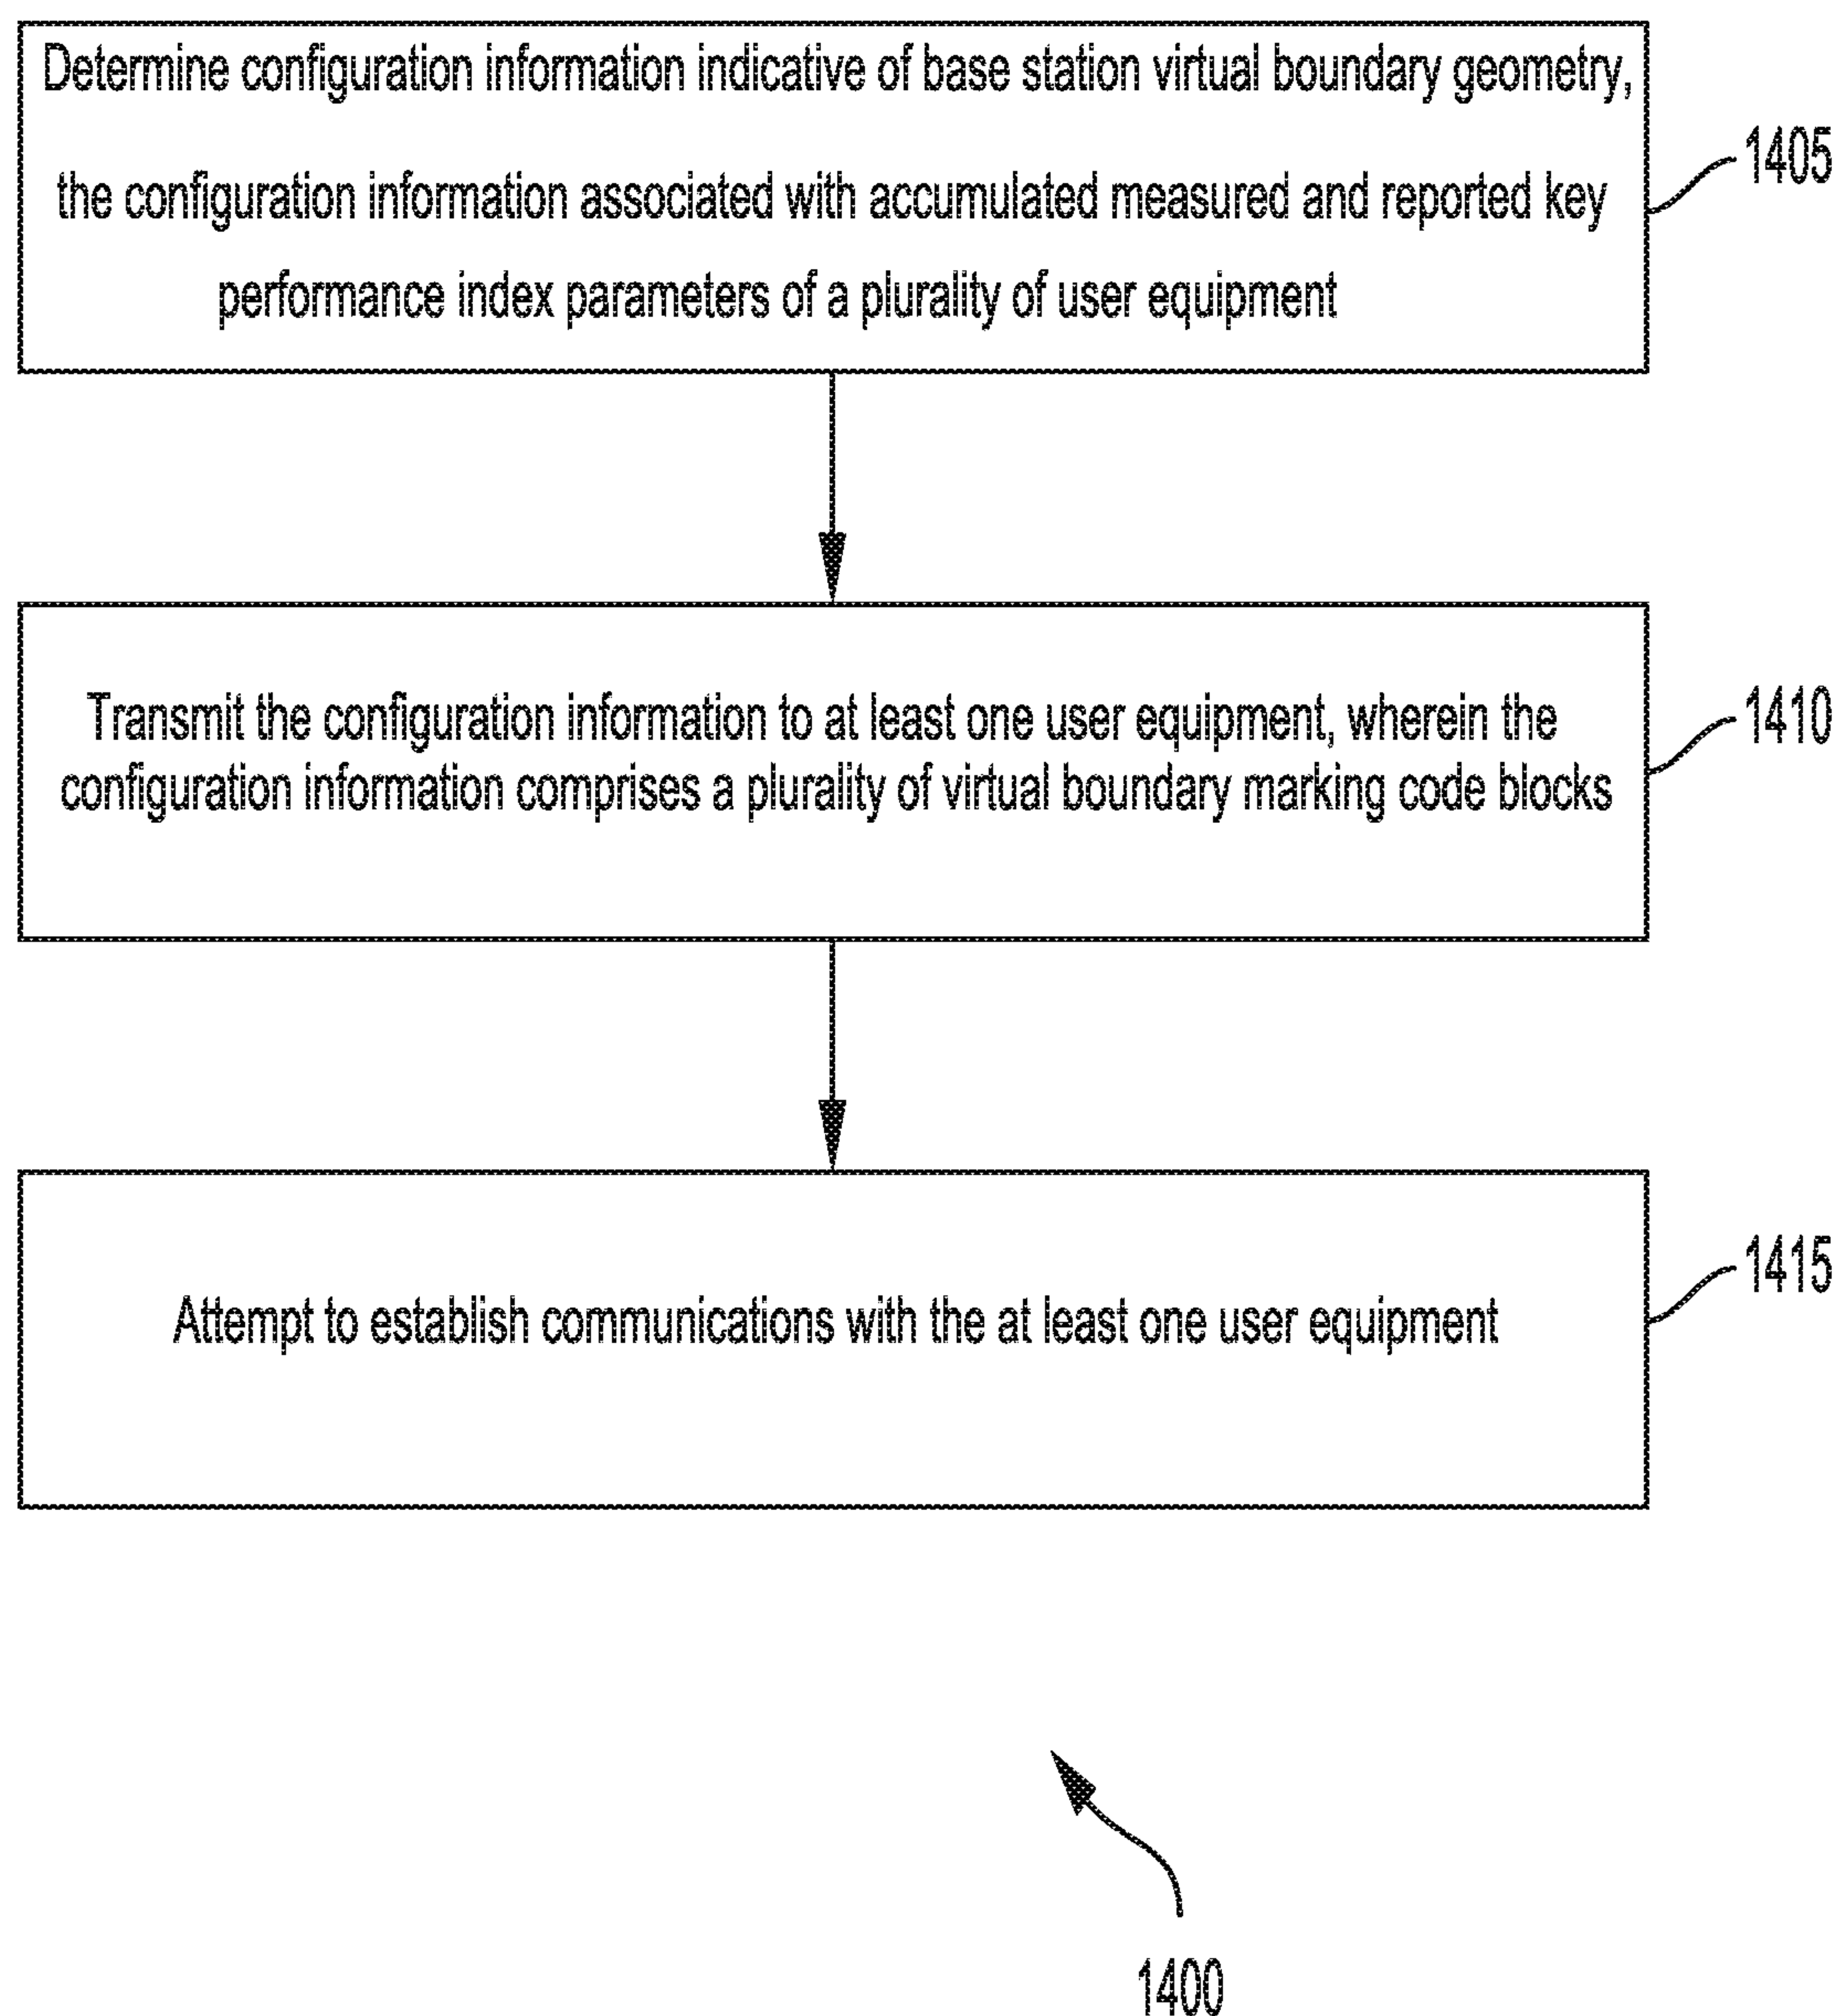 Determine configuration information indicative of base station virtual boundary geometry,
the configuration information associated with accumulated measured and reported key
performance index parameters of a plurality of user equipment
1405
Transmit the configuration information to at least one user equipment, wherein the
configuration information comprises a plurality of virtual boundary marking code blocks
1410
Attempt to establish communications with the at least one user equipment
1415
1400